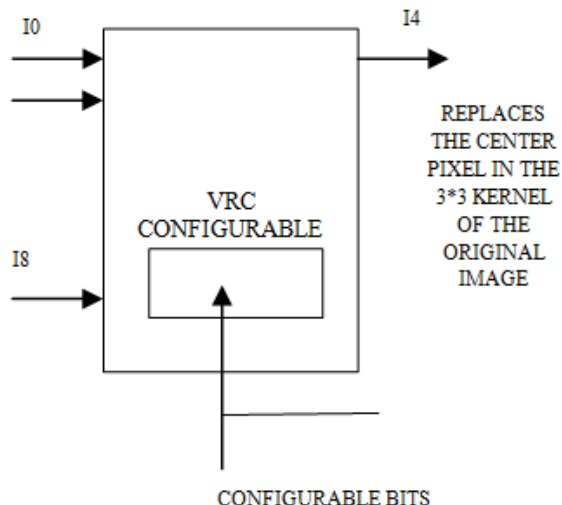 I0
I4
REPLACES
THE CENTER
PIXEL IN THE
3*3 KERNEL
OF THE
ORIGINAL
IMAGE
VRC
CONFIGURABLE
I8
CONFIGURABLE BITS